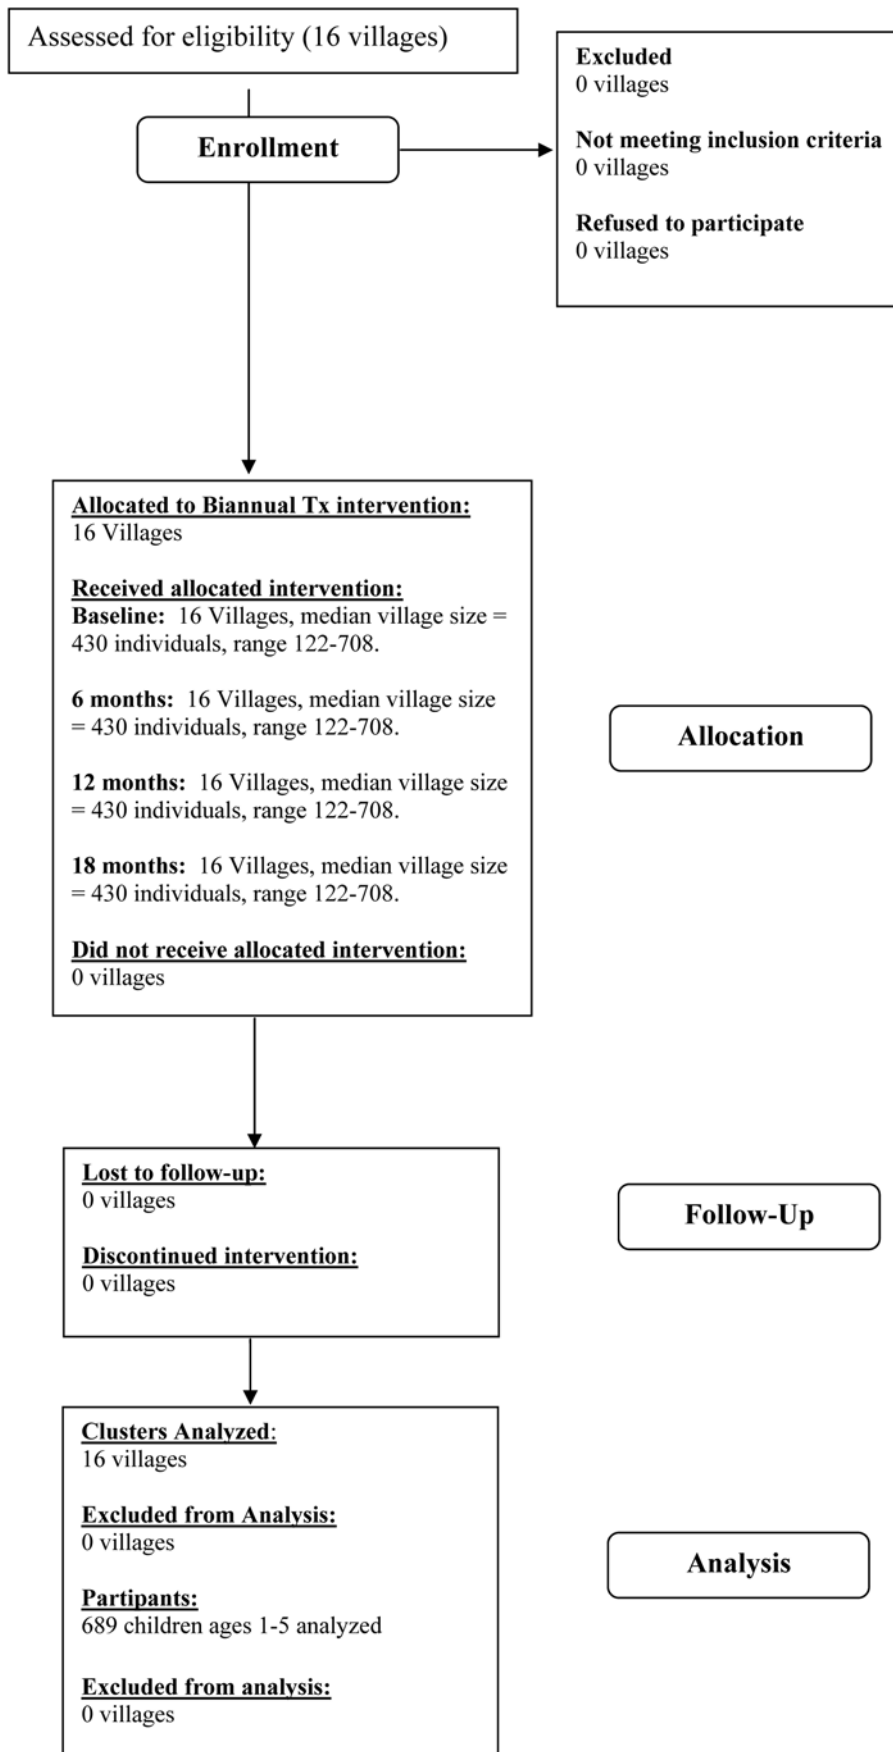 Assessed for eligibility (16 villages)
Enrollment
Excluded
0 villages
Not meeting inclusion criteria
0 villages
Refused to participate
0 villages
Allocated to Biannual Tx intervention:
16 Villages
Received allocated intervention:
Baseline:  16 Villages, median village size =
430 individuals, range 122-708.
6 months:  16 Villages, median village size
= 430 individuals, range 122-708.
12 months:  16 Villages, median village size
= 430 individuals, range 122-708.
18 months:  16 Villages, median village size
= 430 individuals, range 122-708.
Did not receive allocated intervention:
0 villages
Allocation
Lost to follow-up:
0 villages
Discontinued intervention:
0 villages
Follow-Up
Clusters Analyzed:
16 villages
Excluded from Analysis:
0 villages
Partipants:
689 children ages 1-5 analyzed
Excluded from analysis:
0 villages
Analysis